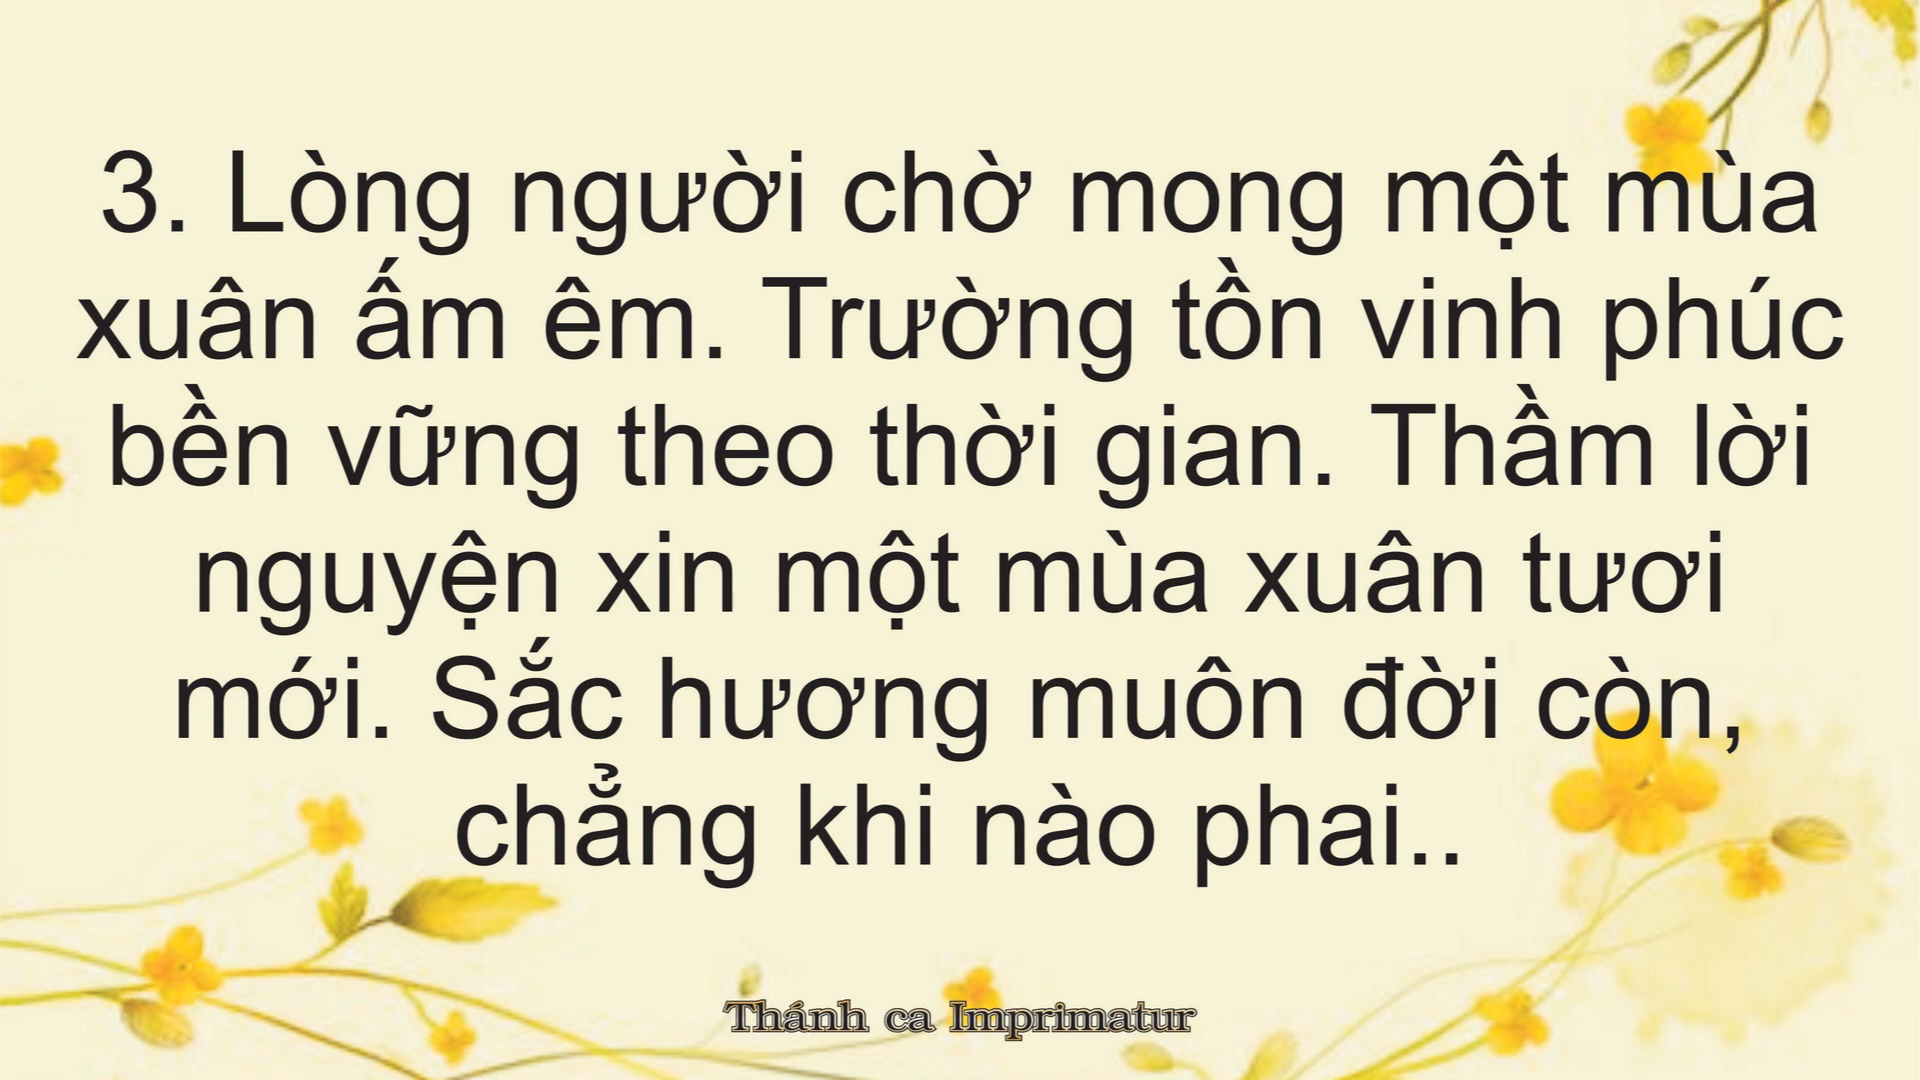 3. Lòng người chờ mong một mùa
xuân ấm êm. Trường tồn vinh phúc
bền vững theo thời gian. Thầm lời
nguyện xin một mùa xuân tươi
mới. Sắc hương muôn đời còn,
chẳng khi nào phai..
Thánh ca Imprimatur